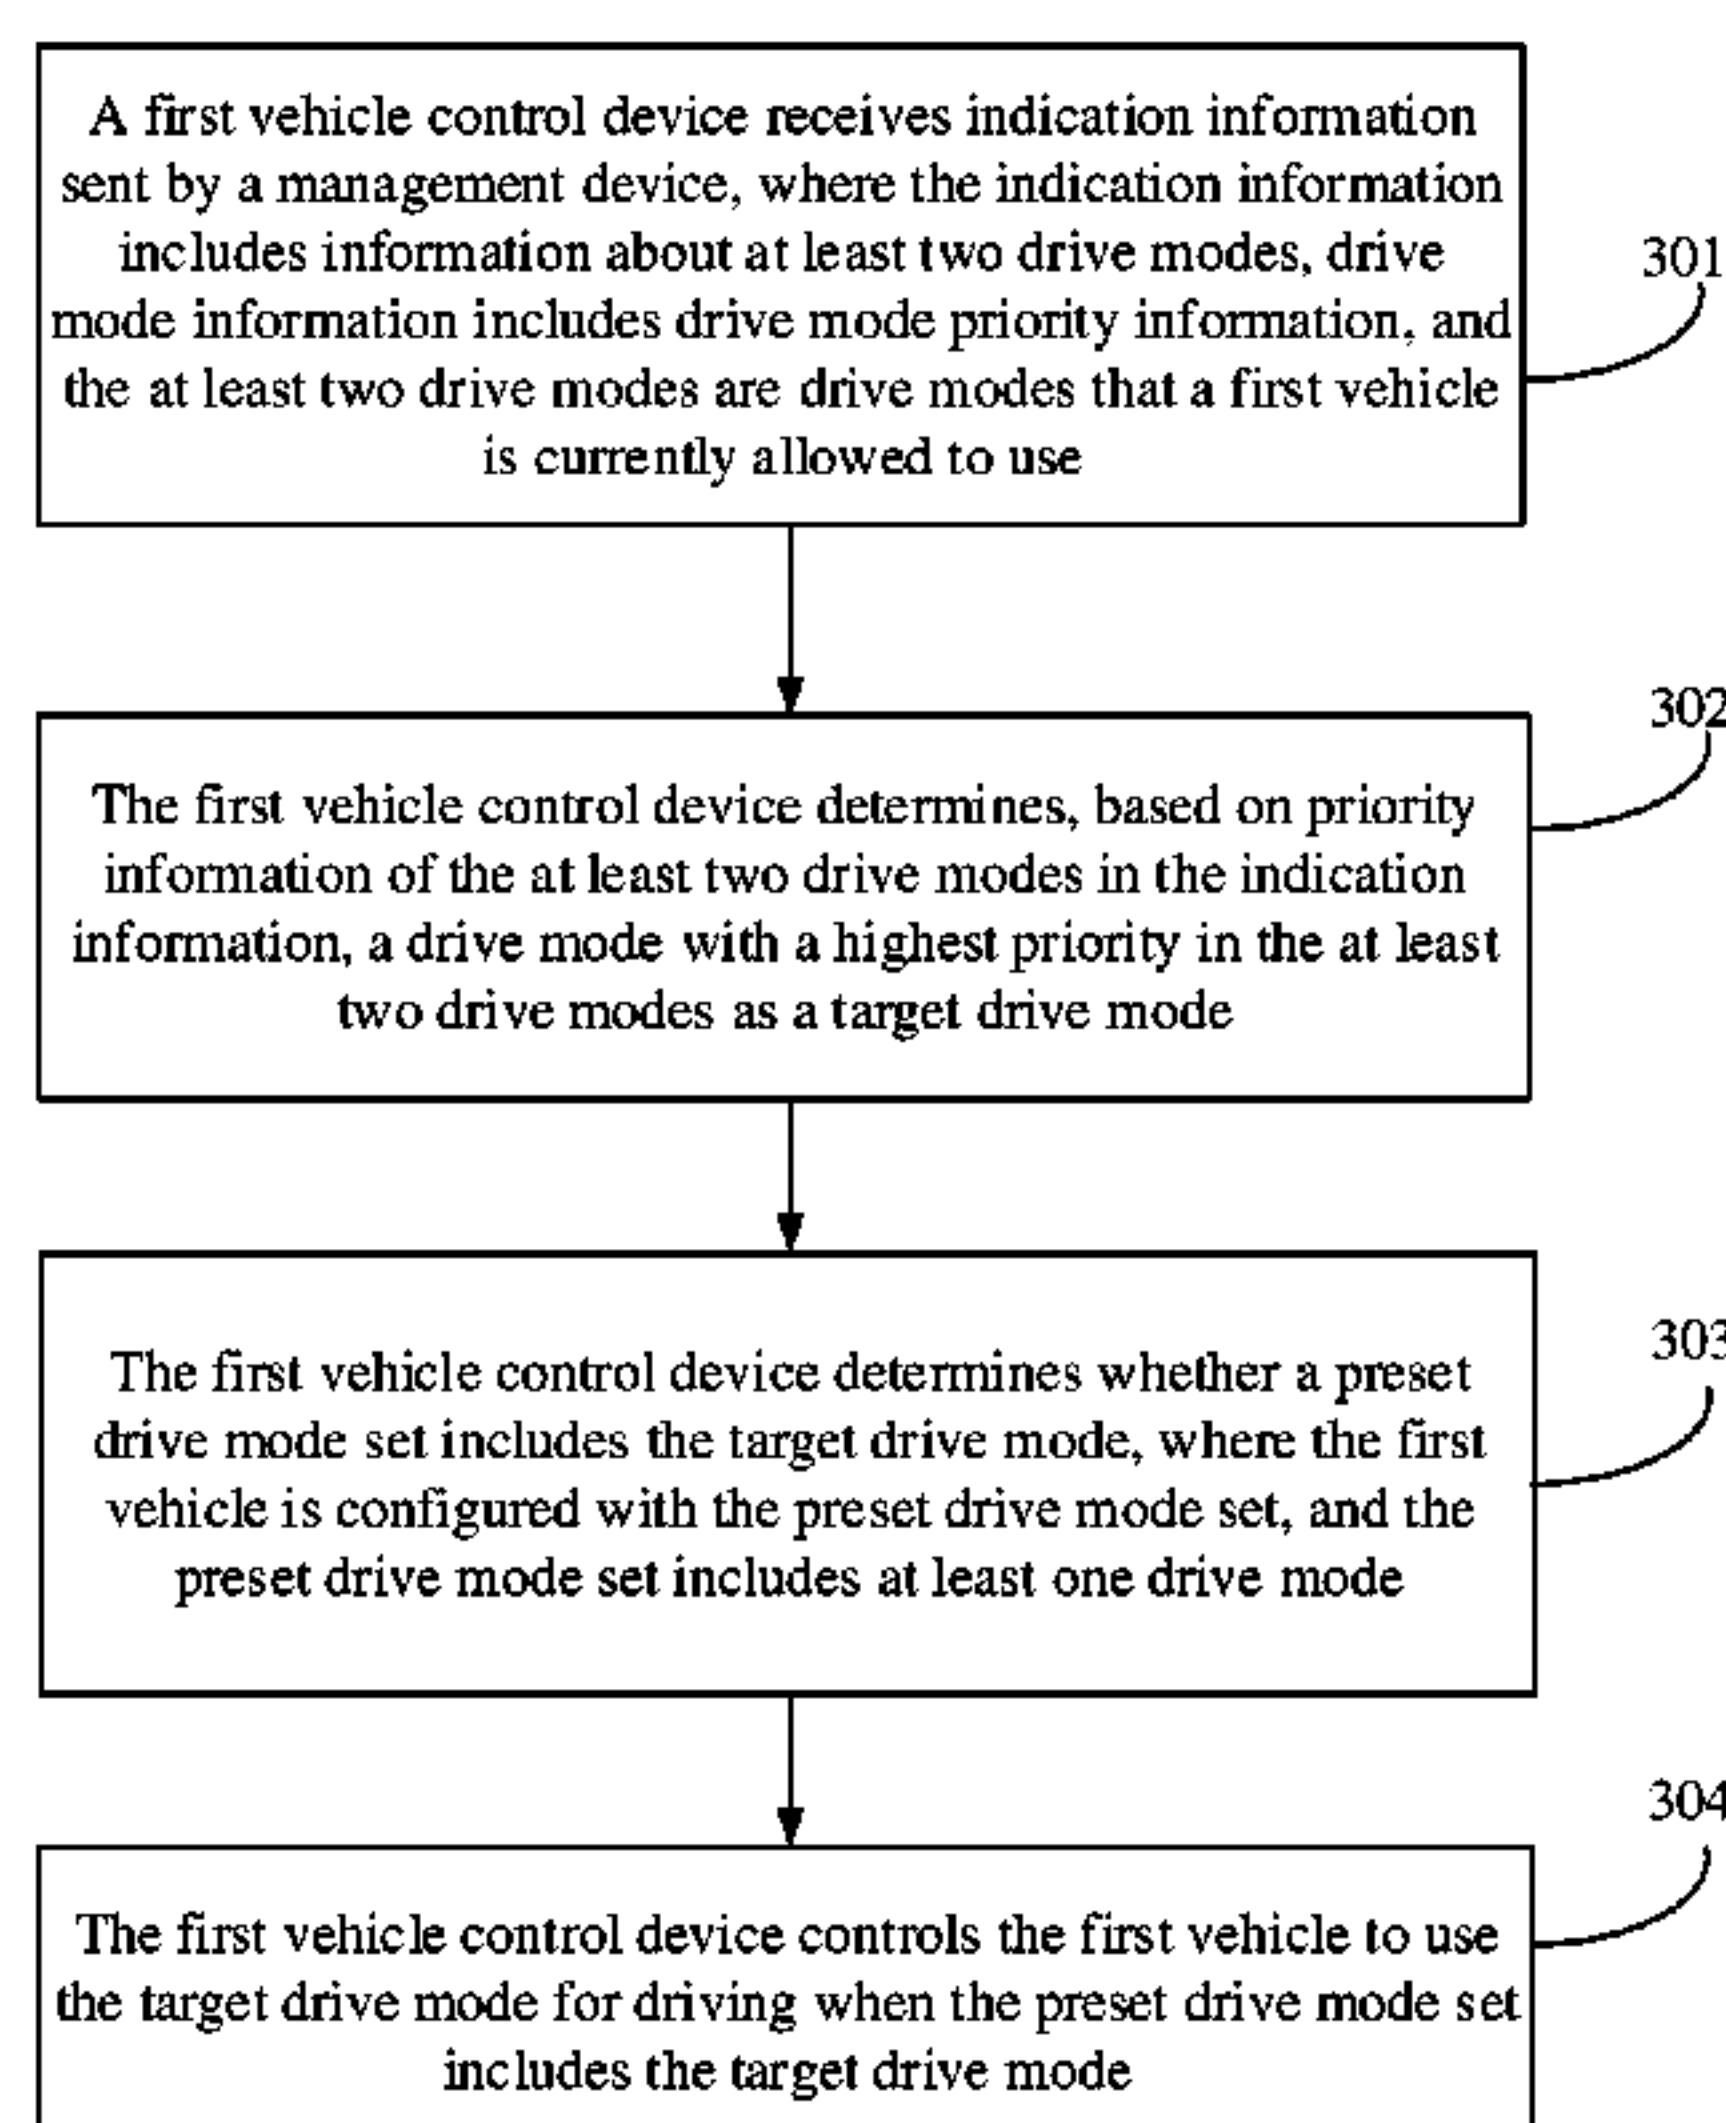 A first vehicle control device receives indication information
sent by a management device, where the indication information
includes information about at least two drive modes, drive
mode information includes drive mode priority information, and
the at least two drive modes are drive modes that a first vehicle
is currently allowed to use
301
302
The first vehicle control device determines, based on priority
information of the at least two drive modes in the indication
information, a drive mode with a highest priority in the at least
two drive modes as a target drive mode
303
The first vehicle control device determines whether a preset
drive mode set includes the target drive mode, where the first
vehicle is configured with the preset drive mode set, and the
preset drive mode set includes at least one drive mode
304
The first vehicle control device controls the first vehicle to use
the target drive mode for driving when the preset drive mode set
includes the target drive mode